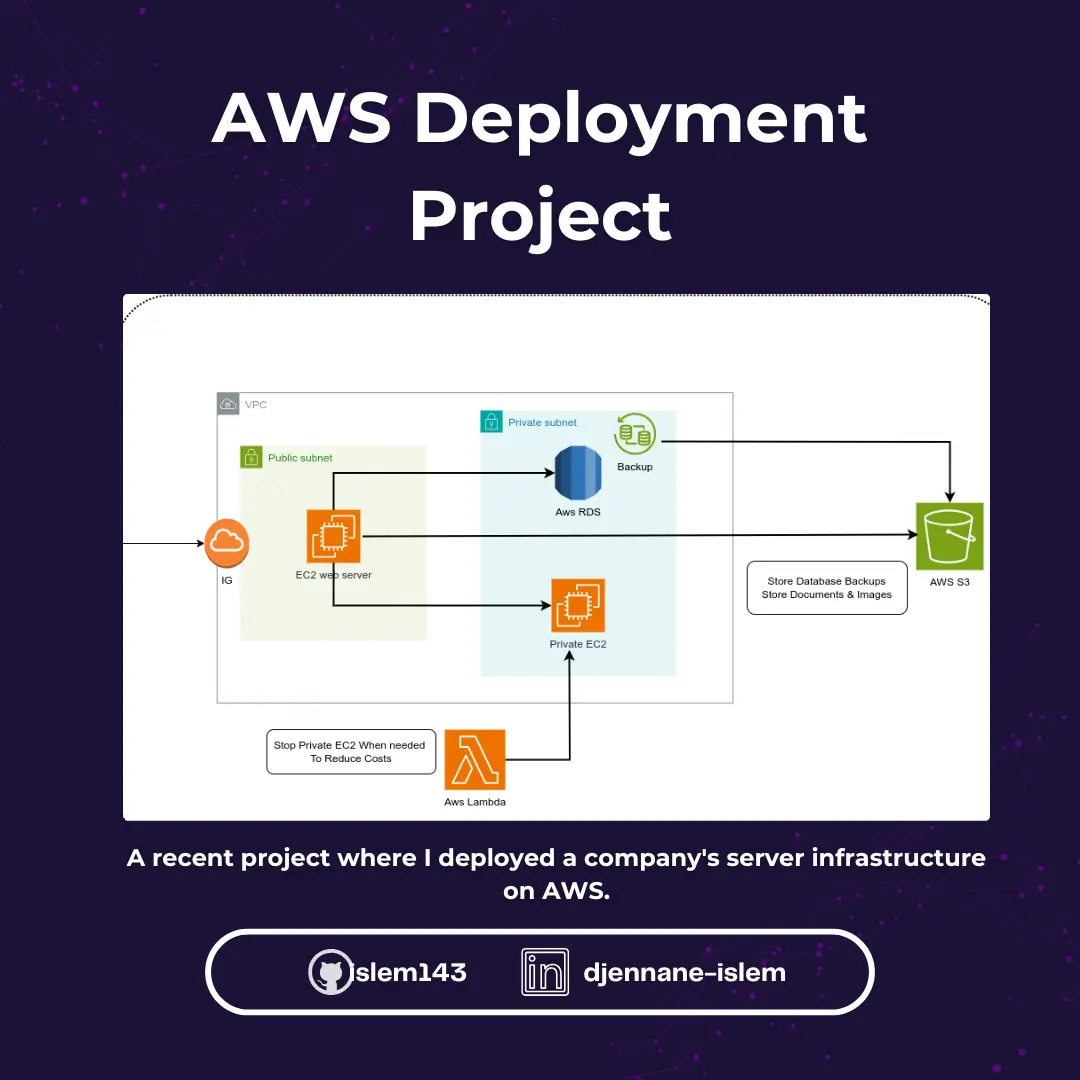 AWS Deployment
Project
VPC
Private subnet
Public subnet
Backup
Aws RDS
EC2 web server
IG
AWS S3
Store Database Backups
Store Documents & Images
Private EC2
Stop Private EC2 When needed
To Reduce Costs
Aws Lambda
A recent project where I deployed a company's server infrastructure
on AWS.
islem143
in djennane-islem